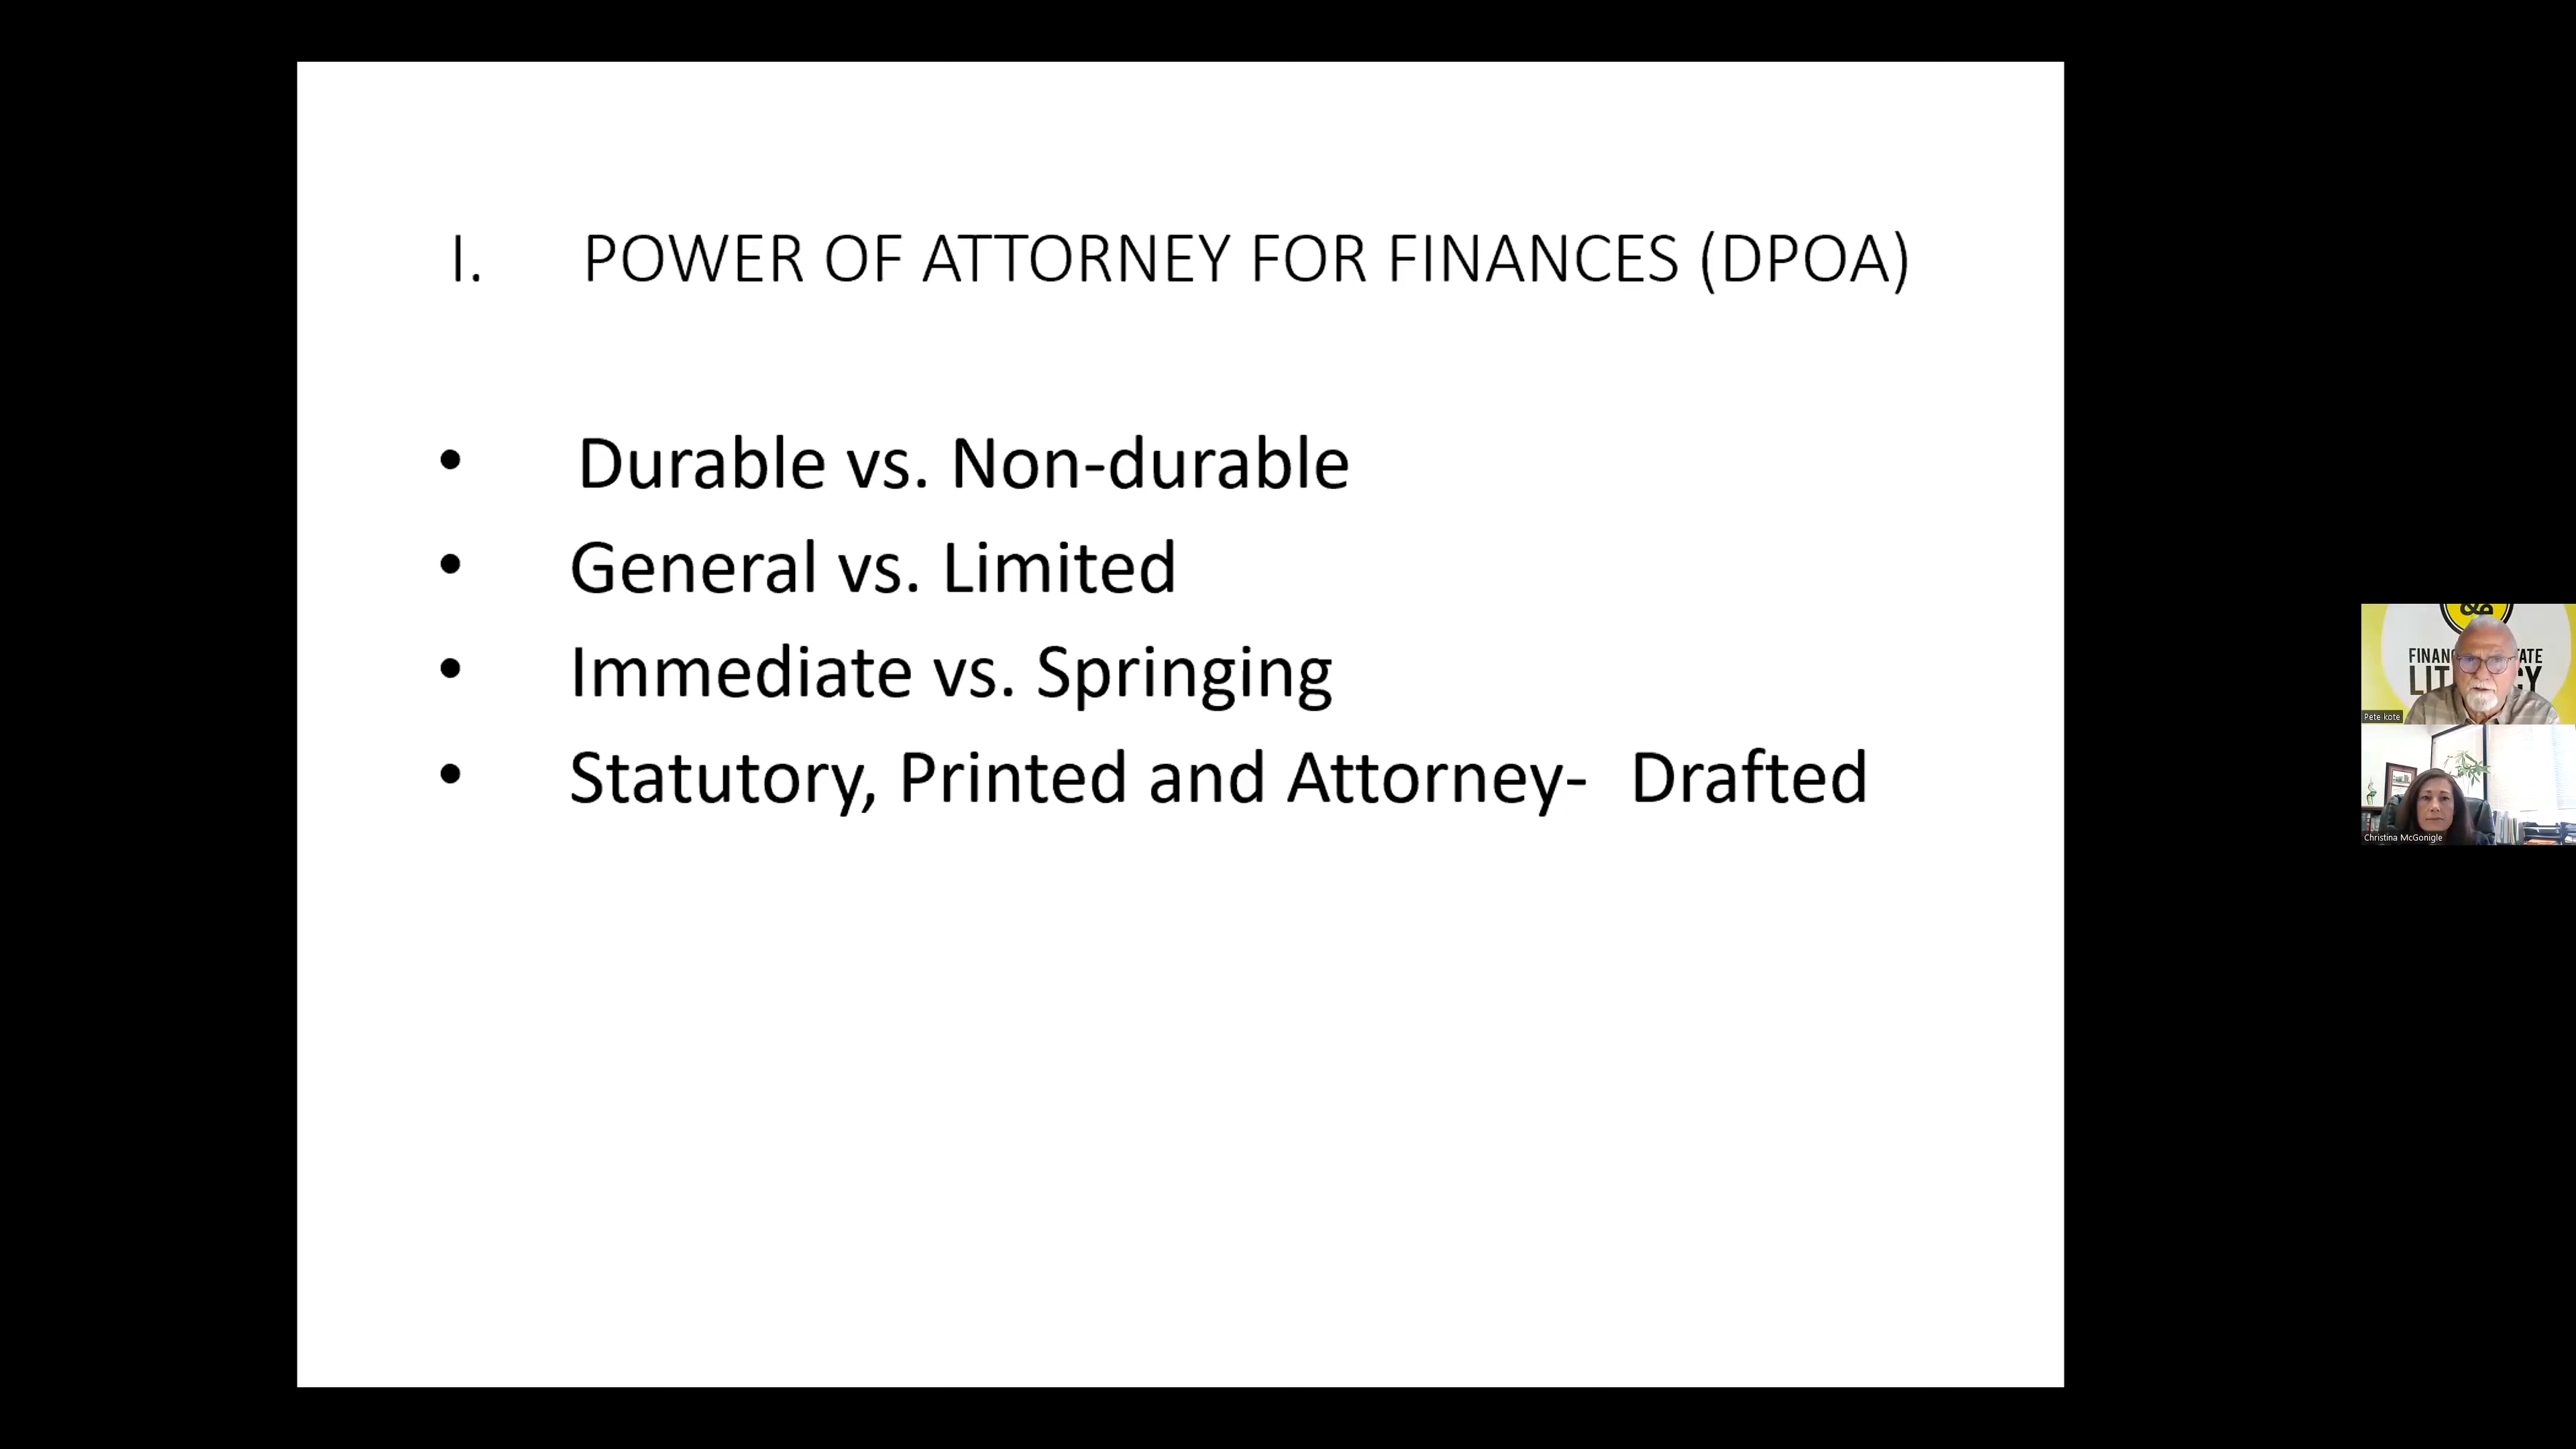 I. POWER OF ATTORNEY FOR FINANCES (DPOA)
• Durable vs. Non-durable
• General vs. Limited
• Immediate vs. Springing
• Statutory, Printed and Attorney- Drafted
Pete kote
Christina McGonigle